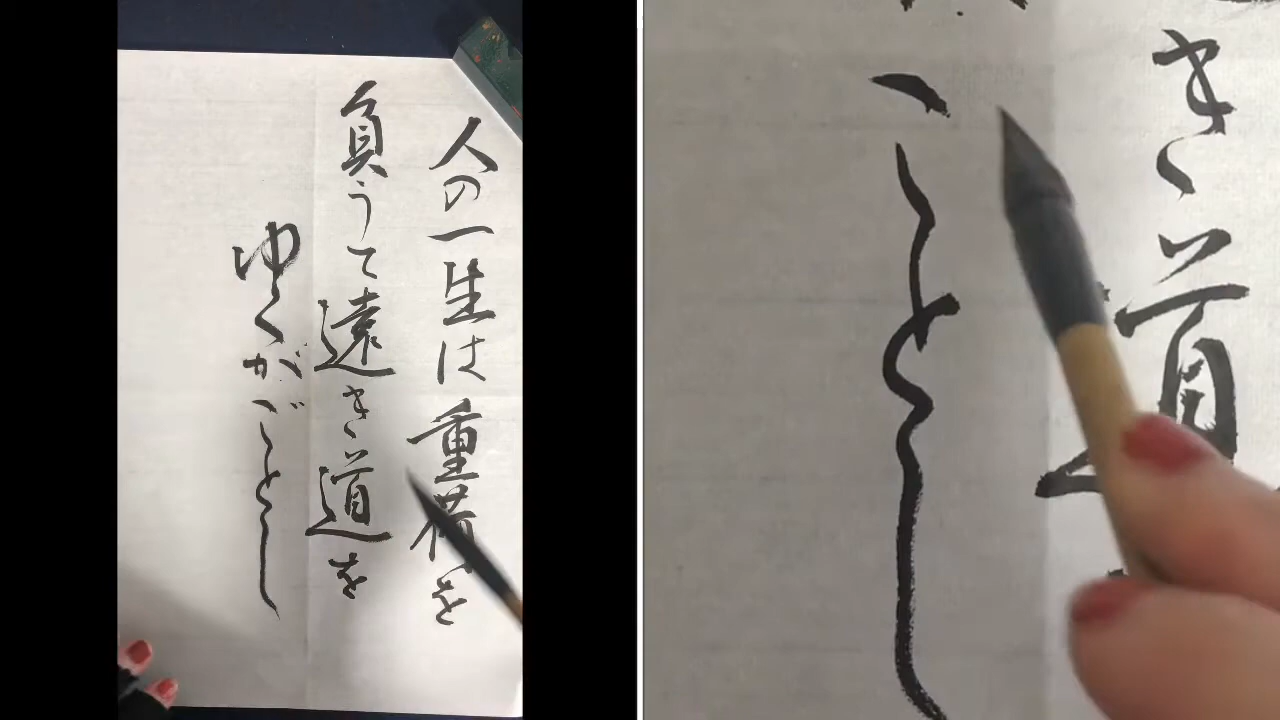 人の一生は重荷を
負うて遠き道を
ゆくがごとし
き道
ごとし